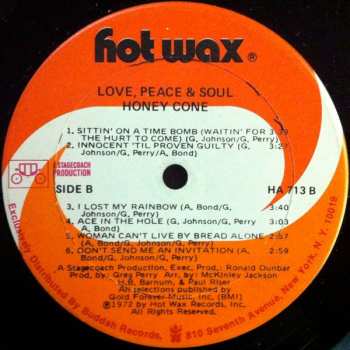 hot wax ®
LOVE, PEACE & SOUL
HONEY CONE
1. SITTIN' ON A TIME BOMB (WAITIN' FOR
THE HURT TO COME) (G. Johnson/G. Perry) 3:39
2. INNOCENT 'TIL PROVEN GUILTY (G. 3:27
Johnson/G. Perry/A. Bond)
STAGECOACH
PRODUCTION
SIDE B
HA 713 B
3. I LOST MY RAINBOW (A. Bond/G. 3:40
Johnson/G. Perry)
4. ACE IN THE HOLE (G. Johnson/G. Perry 3:03
A. Bond)
5. WOMAN CAN'T LIVE BY BREAD ALONE 3:07
(A. Bond/G. Johnson/G. Perry)
6. DON'T SEND ME AN INVITATION (G. 2:59
Johnson/G. Perry)
A Stagecoach Production, Exec. Prod.: Ronald Dunbar
Prod. by: Greg Perry Arr. by: McKinley Jackson
H.B. Barnum, & Paul Riser
All selections published by
Gold Forever Music, Inc. (BMI)
℗1972 by Hot Wax Records, Inc.
Exclusively Distributed By Buddah Records, 810 Seventh Avenue, New York, N.Y. 10019